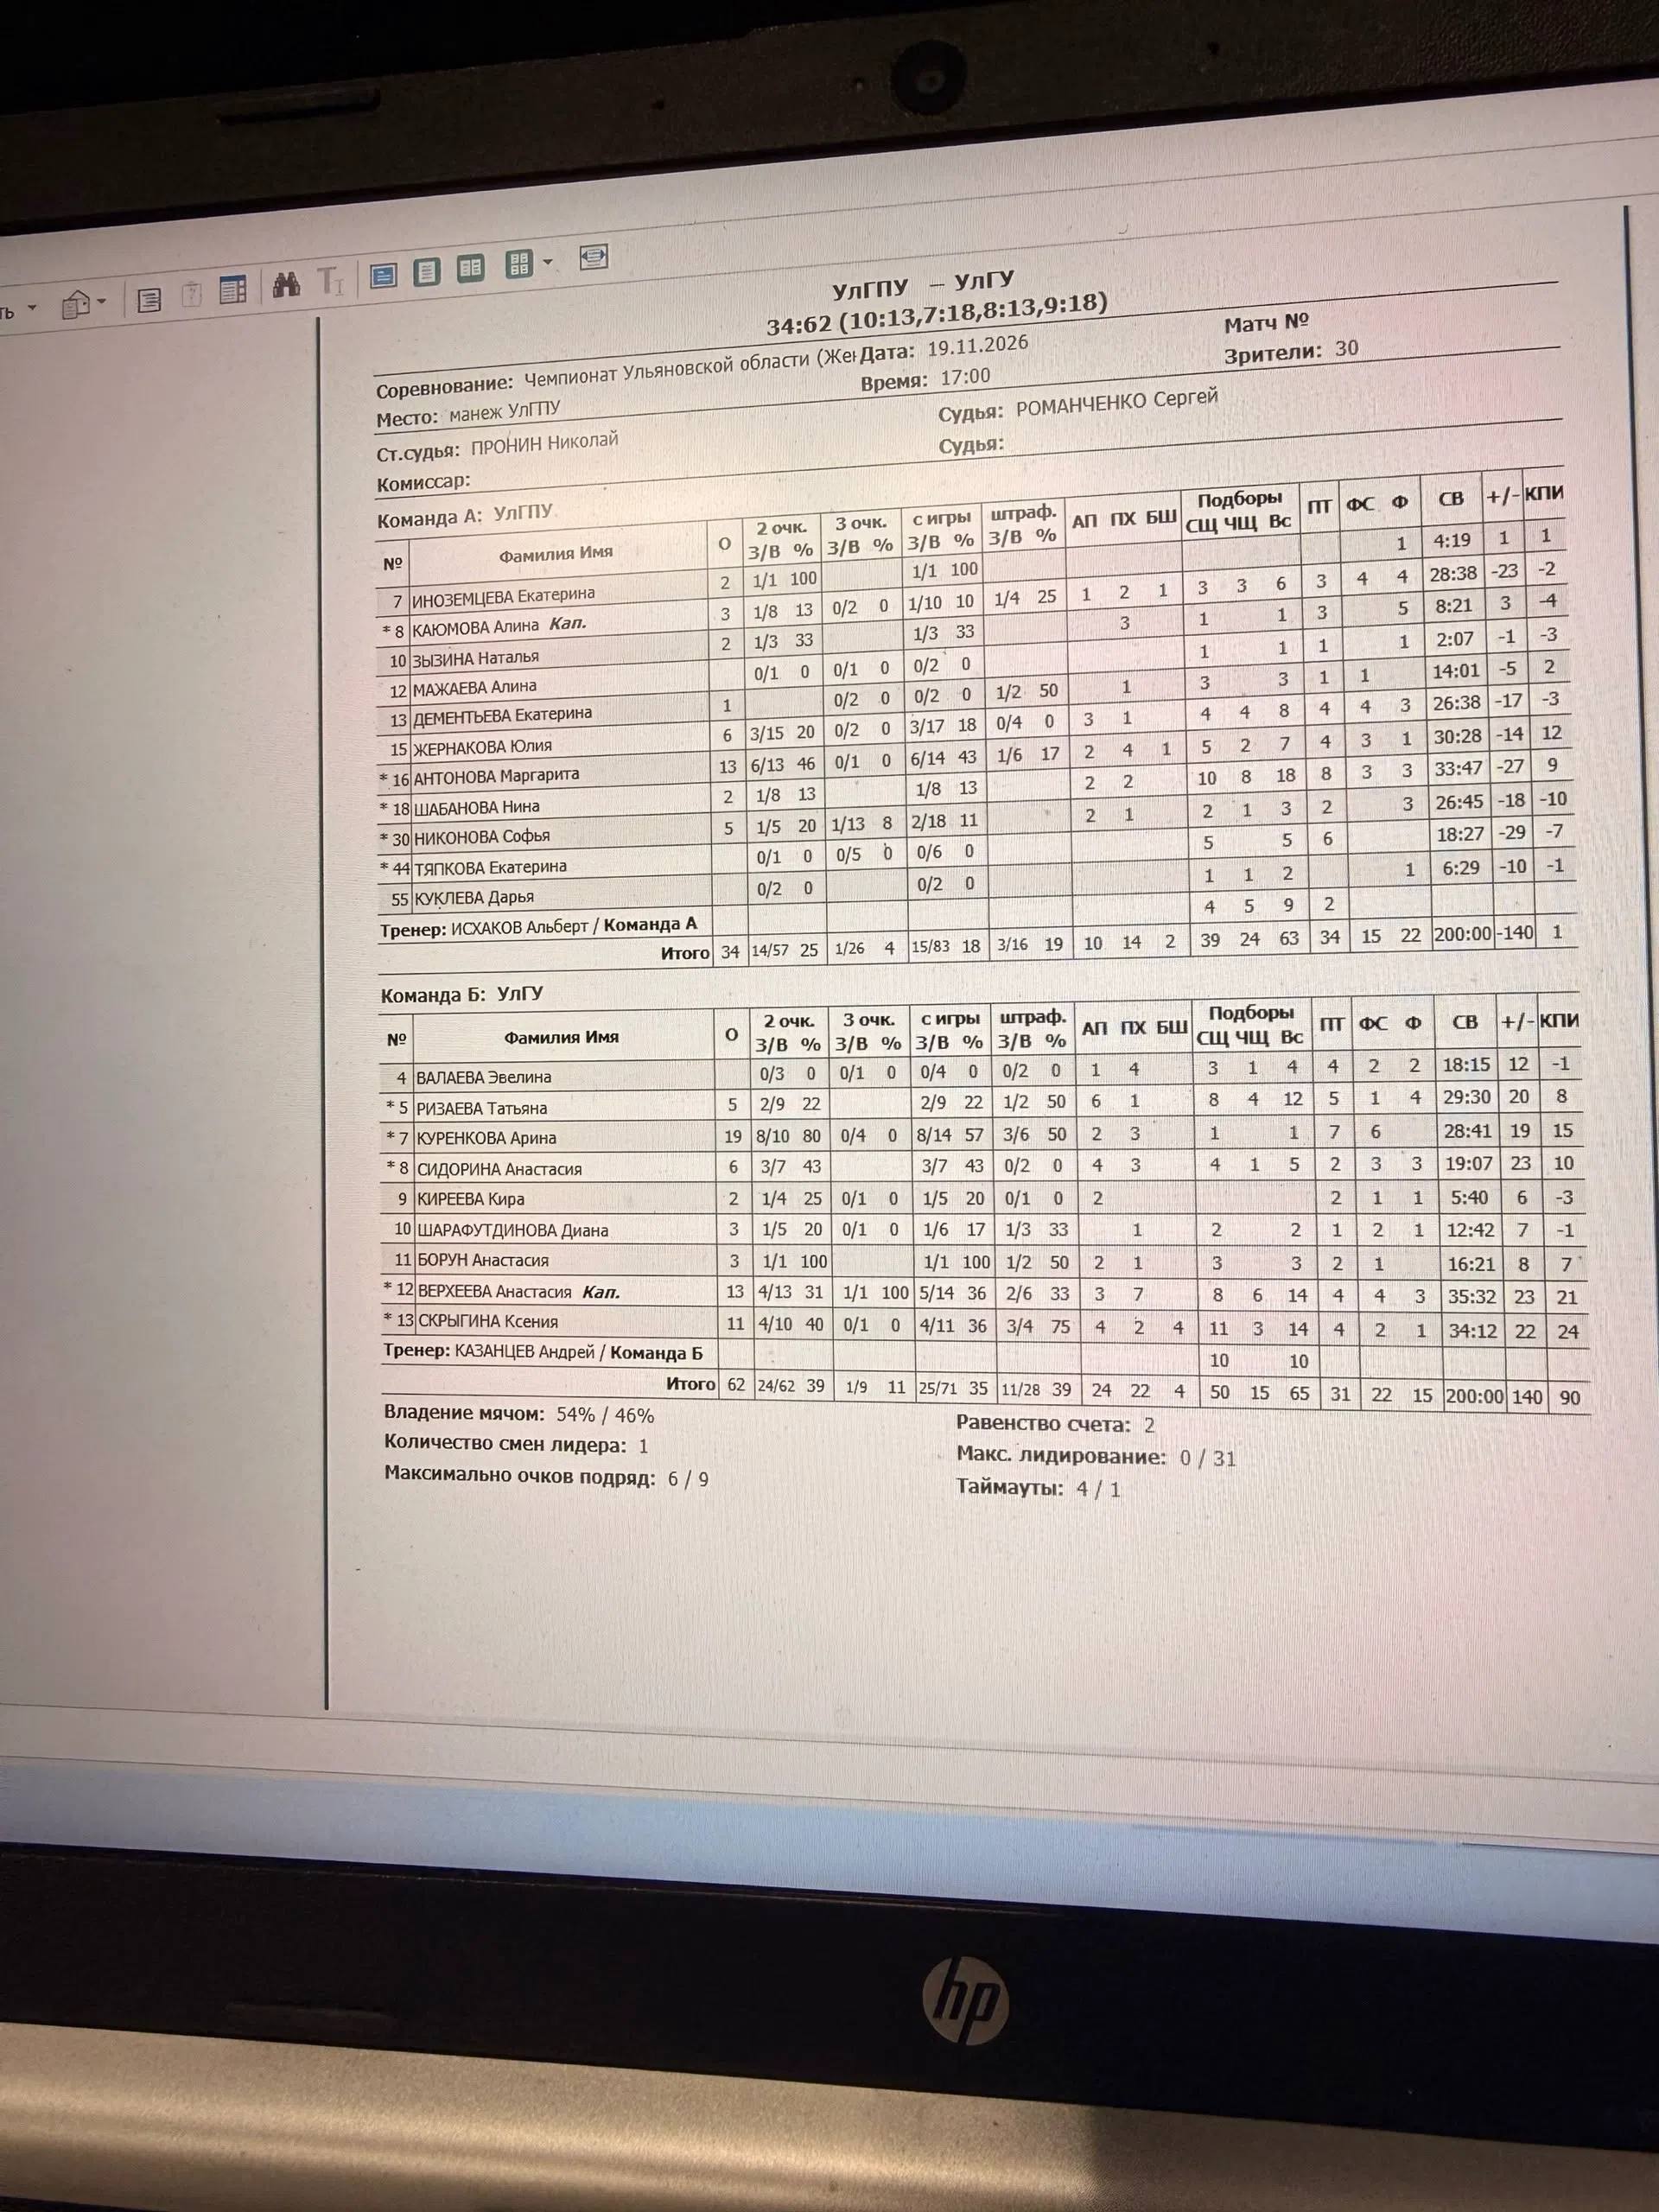 ть
УлГПУ – УлГУ
34:62 (10:13,7:18,8:13,9:18)
Соревнование: Чемпионат Ульяновской области (Жен Дата: 19.11.2026 Матч №
Место: манеж УлГПУ Время: 17:00 Зрители: 30
Ст.судья: ПРОНИН Николай Судья: РОМАНЧЕНКО Сергей
Комиссар: Судья:
Команда А: УлГПУ
№ Фамилия Имя О 2 очк. 3 очк. с игры штраф. АП ПХ БШ Подборы ПТ ФС Ф СВ +/- КПИ
З/В % З/В % З/В % З/В % СЩ ЧЩ Вс
7 ИНОЗЕМЦЕВА Екатерина 2 1/1 100 1/1 100 1 4:19 1 1
* 8 КАЮМОВА Алина Кап. 3 1/8 13 0/2 0 1/10 10 1/4 25 1 2 1 3 3 6 3 4 4 28:38 -23 -2
10 ЗЫЗИНА Наталья 2 1/3 33 1/3 33 3 1 1 3 5 8:21 3 -4
12 МАЖАЕВА Алина 0/1 0 0/1 0 0/2 0 1 1 1 1 2:07 -1 -3
13 ДЕМЕНТЬЕВА Екатерина 1 0/2 0 0/2 0 1/2 50 1 3 3 1 1 14:01 -5 2
15 ЖЕРНАКОВА Юлия 6 3/15 20 0/2 0 3/17 18 0/4 0 3 1 4 4 8 4 4 3 26:38 -17 -3
* 16 АНТОНОВА Маргарита 13 6/13 46 0/1 0 6/14 43 1/6 17 2 4 1 5 2 7 4 3 1 30:28 -14 12
* 18 ШАБАНОВА Нина 2 1/8 13 1/8 13 2 2 10 8 18 8 3 3 33:47 -27 9
* 30 НИКОНОВА Софья 5 1/5 20 1/13 8 2/18 11 2 1 2 1 3 2 3 26:45 -18 -10
* 44 ТЯПКОВА Екатерина 0/1 0 0/5 0 0/6 0 5 5 6 18:27 -29 -7
55 КУКЛЕВА Дарья 0/2 0 0/2 0 1 1 2 1 6:29 -10 -1
Тренер: ИСХАКОВ Альберт / Команда А 4 5 9 2
Итого 34 14/57 25 1/26 4 15/83 18 3/16 19 10 14 2 39 24 63 34 15 22 200:00 -140 1
Команда Б: УлГУ
№ Фамилия Имя О 2 очк. 3 очк. с игры штраф. АП ПХ БШ Подборы ПТ ФС Ф СВ +/- КПИ
З/В % З/В % З/В % З/В % СЩ ЧЩ Вс
4 ВАЛАЕВА Эвелина 0/3 0 0/1 0 0/4 0 0/2 0 1 4 3 1 4 4 2 2 18:15 12 -1
* 5 РИЗАЕВА Татьяна 5 2/9 22 2/9 22 1/2 50 6 1 8 4 12 5 1 4 29:30 20 8
* 7 КУРЕНКОВА Арина 19 8/10 80 0/4 0 8/14 57 3/6 50 2 3 1 1 7 6 28:41 19 15
* 8 СИДОРИНА Анастасия 6 3/7 43 3/7 43 0/2 0 4 3 4 1 5 2 3 3 19:07 23 10
9 КИРЕЕВА Кира 2 1/4 25 0/1 0 1/5 20 0/1 0 2 2 1 1 5:40 6 -3
10 ШАРАФУТДИНОВА Диана 3 1/5 20 0/1 0 1/6 17 1/3 33 1 2 2 1 2 1 12:42 7 -1
11 БОРУН Анастасия 3 1/1 100 1/1 100 1/2 50 2 1 3 3 2 1 16:21 8 7
* 12 ВЕРХЕЕВА Анастасия Кап. 13 4/13 31 1/1 100 5/14 36 2/6 33 3 7 8 6 14 4 4 3 35:32 23 21
* 13 СКРЫГИНА Ксения 11 4/10 40 0/1 0 4/11 36 3/4 75 4 2 4 11 3 14 4 2 1 34:12 22 24
Тренер: КАЗАНЦЕВ Андрей / Команда Б 10 10
Итого 62 24/62 39 1/9 11 25/71 35 11/28 39 24 22 4 50 15 65 31 22 15 200:00 140 90
Владение мячом: 54% / 46% Равенство счета: 2
Количество смен лидера: 1 Макс. лидирование: 0 / 31
Максимально очков подряд: 6 / 9 Таймауты: 4 / 1
hp